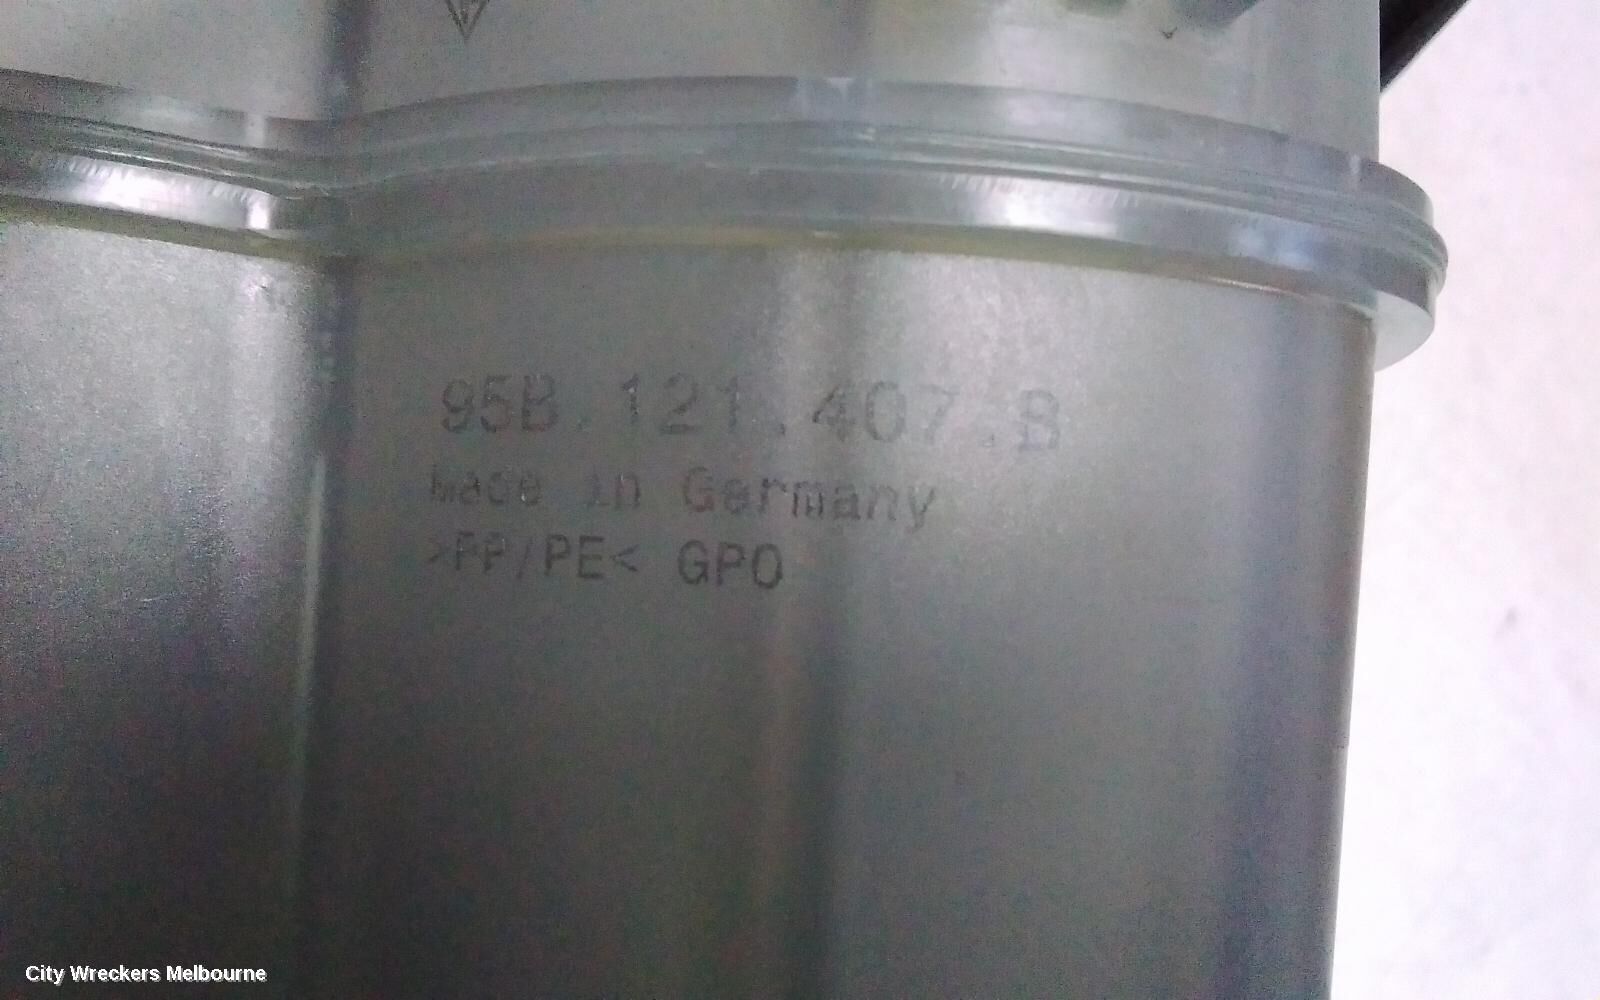 95B.121.407.B
Made in Germany
>PP/PE< GPO
City Wreckers Melbourne